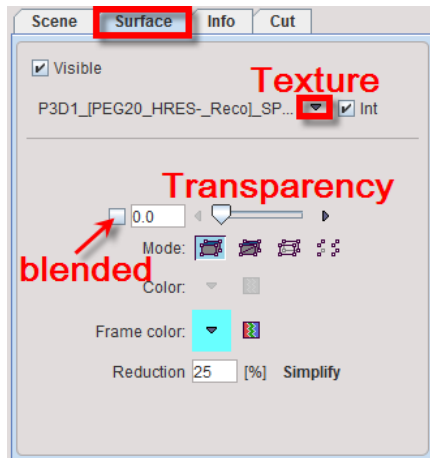 Scene Surface Info Cut
Visible
Texture
P3D1_[PEG20_HRES-_Reco]_SP... Int
Transparency
0.0
Mode:
blended
Color:
Frame color:
Reduction 25 [%] Simplify